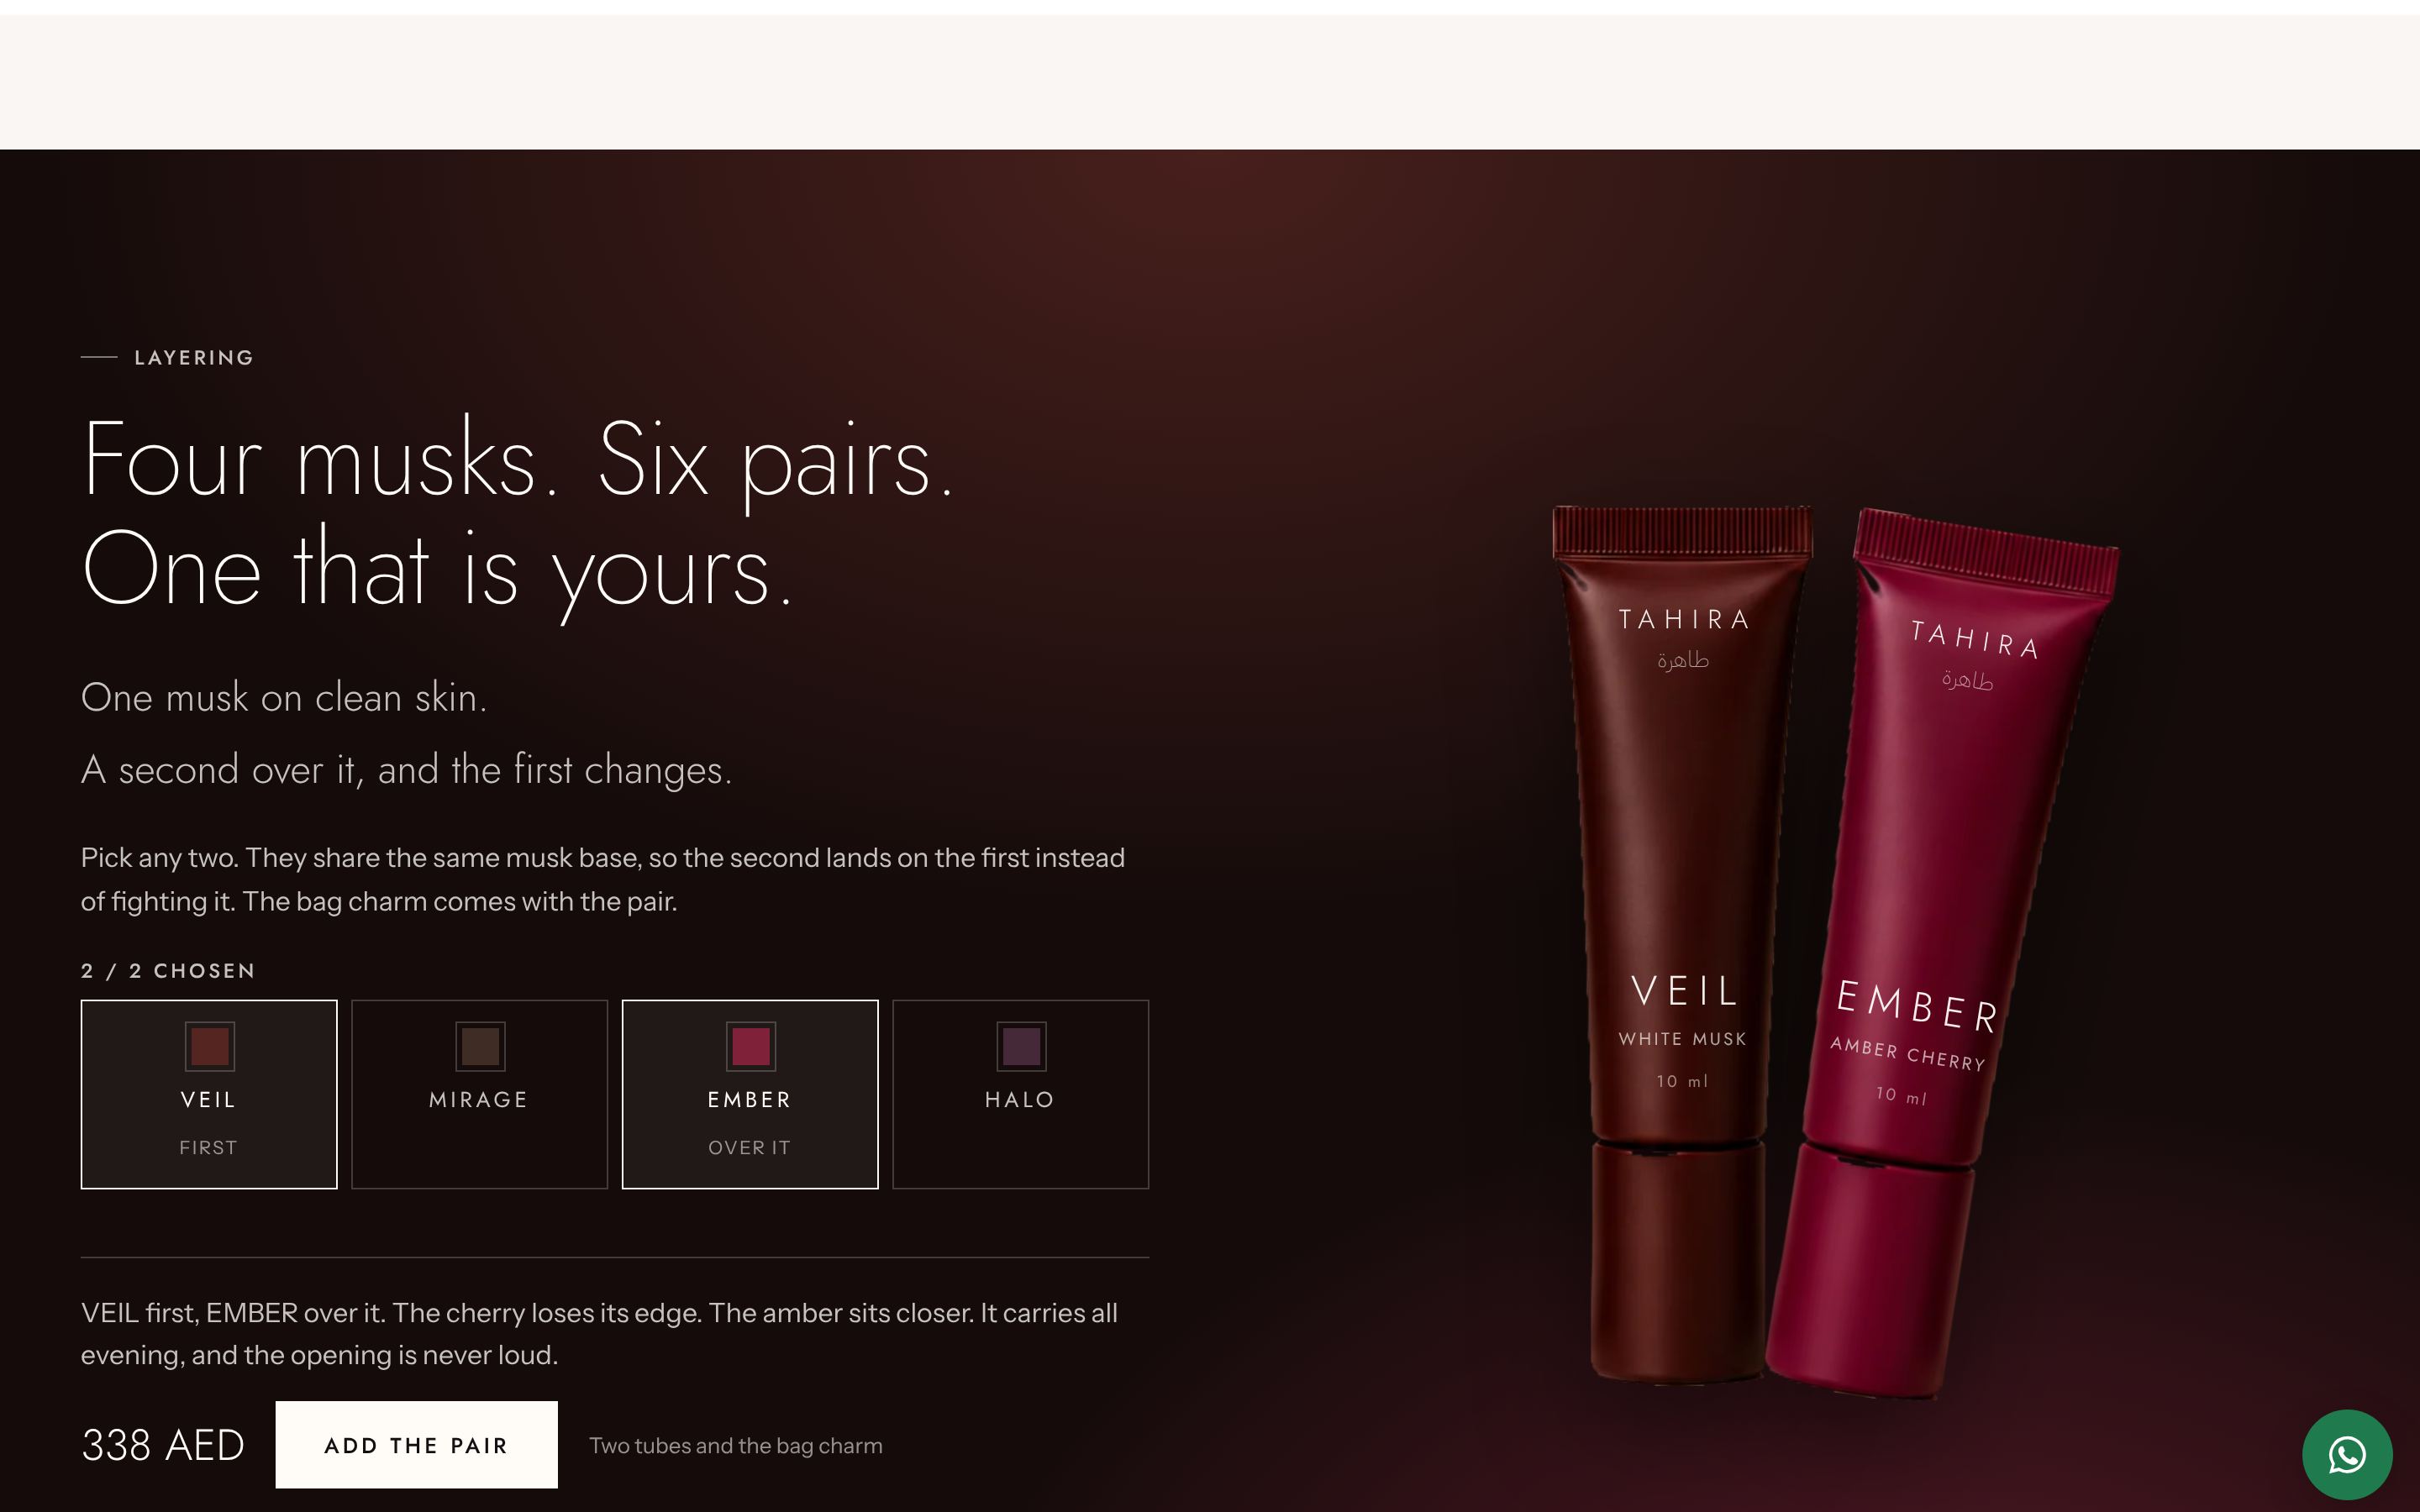 LAYERING
Four musks. Six pairs.
One that is yours.
One musk on clean skin.
A second over it, and the first changes.
Pick any two. They share the same musk base, so the second lands on the first instead
of fighting it. The bag charm comes with the pair.
2 / 2 CHOSEN
VEIL
FIRST
MIRAGE
EMBER
OVER IT
HALO
VEIL first, EMBER over it. The cherry loses its edge. The amber sits closer. It carries all
evening, and the opening is never loud.
338 AED
ADD THE PAIR
Two tubes and the bag charm
TAHIRA
طاهرة
VEIL
WHITE MUSK
10 ml
TAHIRA
طاهرة
EMBER
AMBER CHERRY
10 ml